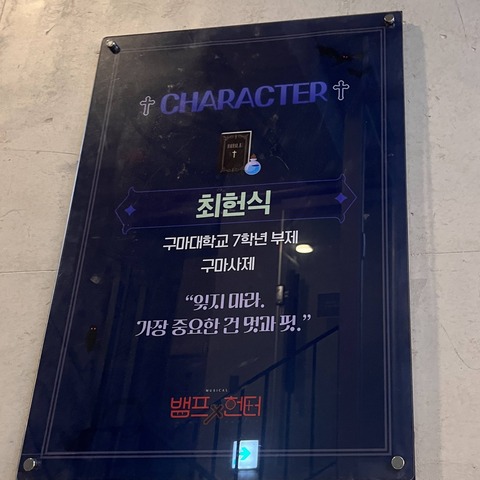 CHARACTER
BIBLE
최헌식
구마대학교 7학년 부제
구마사제
“잊지 마라.
가장 중요한 건 멋과 핏.”
MUSICAL
뱀프X헌터